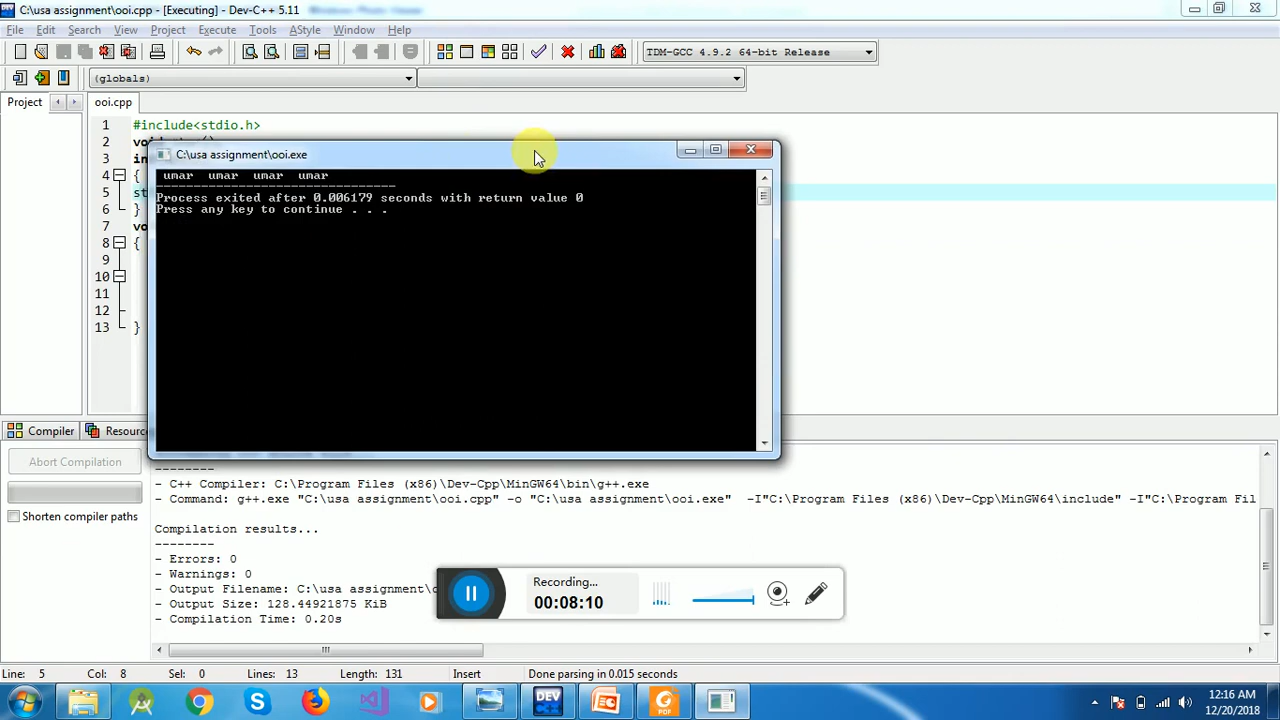 C:\usa assignment\ooi.cpp - [Executing] - Dev-C++ 5.11
File Edit Search View Project Execute Tools AStyle Window Help
TDM-GCC 4.9.2 64-bit Release
(globals)
Project
ooi.cpp
1 #include<stdio.h>
2
3 in
4 {
5 st
6 }
7 vo
8 {
9
10
11
12
13 }
C:\usa assignment\ooi.exe
umar umar umar umar
--------------------------------
Process exited after 0.006179 seconds with return value 0
Press any key to continue . . .
Compiler
Resourc
Abort Compilation
Shorten compiler paths
--------
- C++ Compiler: C:\Program Files (x86)\Dev-Cpp\MinGW64\bin\g++.exe
- Command: g++.exe "C:\usa assignment\ooi.cpp" -o "C:\usa assignment\ooi.exe" -I"C:\Program Files (x86)\Dev-Cpp\MinGW64\include" -I"C:\Program Fil
Compilation results...
--------
- Errors: 0
- Warnings: 0
- Output Filename: C:\usa assignment\o
- Output Size: 128.44921875 KiB
- Compilation Time: 0.20s
Recording...
00:08:10
Line: 5 Col: 8 Sel: 0 Lines: 13 Length: 131 Insert Done parsing in 0.015 seconds
DEV C++
PDF
12:16 AM
12/20/2018